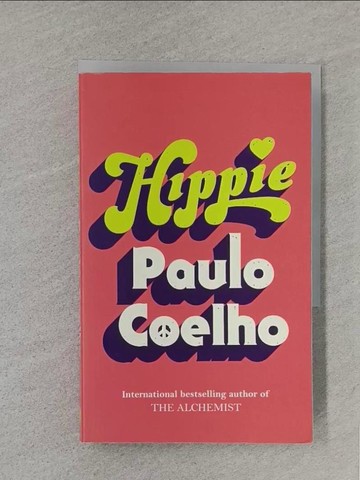 Hippie
Paulo
Coelho
International bestselling author of
THE ALCHEMIST